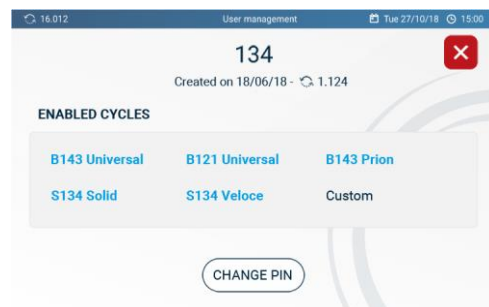 16.012 User management Tue 27/10/18 15:00
134
Created on 18/06/18 - 1.124
ENABLED CYCLES
B143 Universal B121 Universal B143 Prion
S134 Solid S134 Veloce Custom
CHANGE PIN